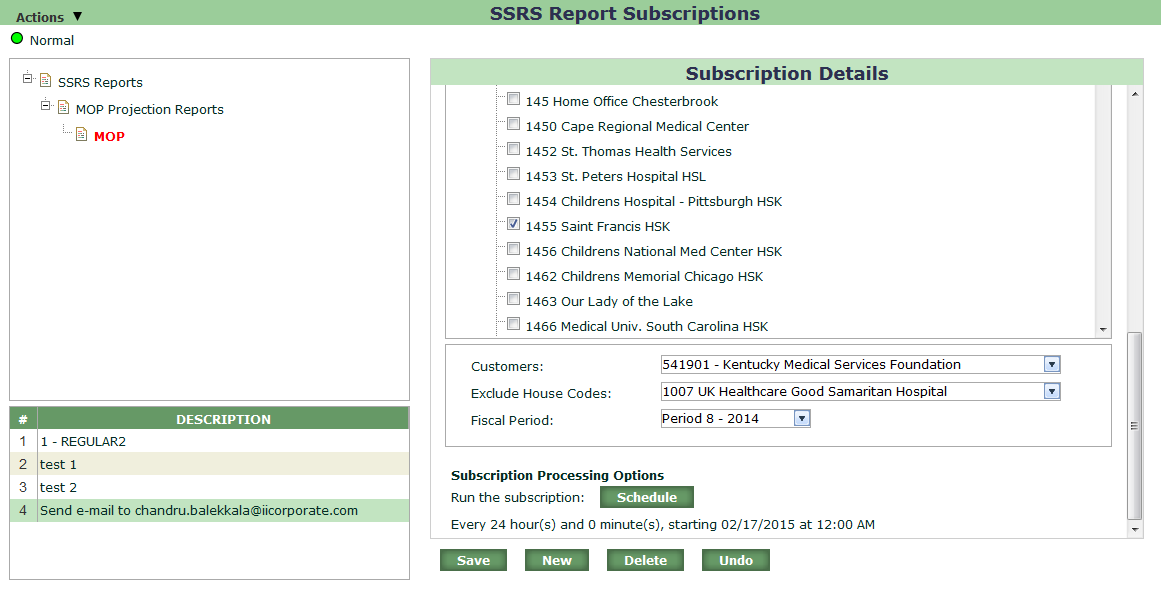 Actions ▼
SSRS Report Subscriptions
Normal
SSRS Reports
MOP Projection Reports
MOP
# DESCRIPTION
1 1 - REGULAR2
2 test 1
3 test 2
4 Send e-mail to chandru.balekkala@iicorporate.com
Subscription Details
145 Home Office Chesterbrook
1450 Cape Regional Medical Center
1452 St. Thomas Health Services
1453 St. Peters Hospital HSL
1454 Childrens Hospital - Pittsburgh HSK
1455 Saint Francis HSK
1456 Childrens National Med Center HSK
1462 Childrens Memorial Chicago HSK
1463 Our Lady of the Lake
1466 Medical Univ. South Carolina HSK
Customers: 541901 - Kentucky Medical Services Foundation
Exclude House Codes: 1007 UK Healthcare Good Samaritan Hospital
Fiscal Period: Period 8 - 2014
Subscription Processing Options
Run the subscription: Schedule
Every 24 hour(s) and 0 minute(s), starting 02/17/2015 at 12:00 AM
Save New Delete Undo